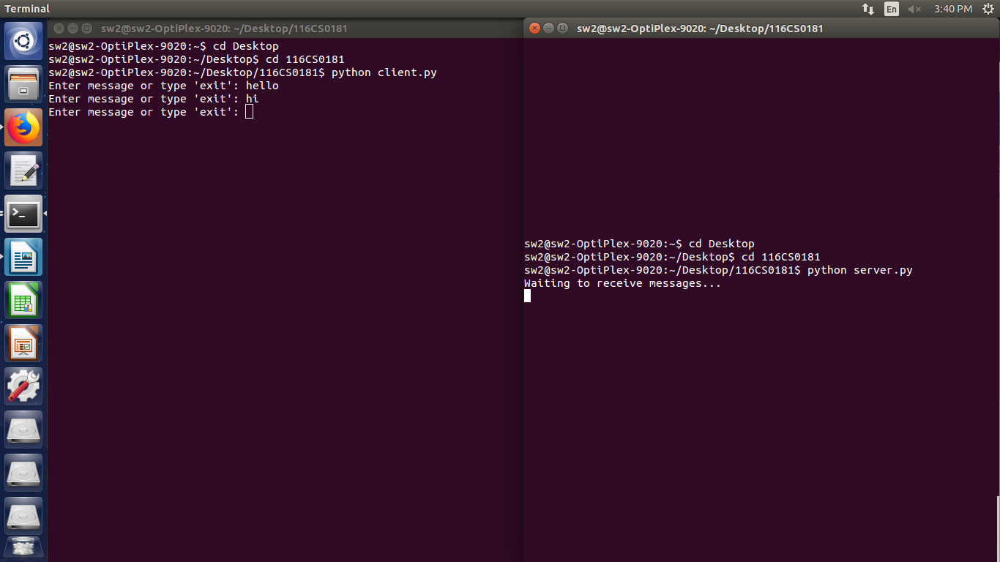 Terminal
En
3:40 PM
sw2@sw2-OptiPlex-9020: ~/Desktop/116CS0181
sw2@sw2-OptiPlex-9020:~$ cd Desktop
sw2@sw2-OptiPlex-9020:~/Desktop$ cd 116CS0181
sw2@sw2-OptiPlex-9020:~/Desktop/116CS0181$ python client.py
Enter message or type 'exit': hello
Enter message or type 'exit': hi
Enter message or type 'exit':
sw2@sw2-OptiPlex-9020: ~/Desktop/116CS0181
sw2@sw2-OptiPlex-9020:~$ cd Desktop
sw2@sw2-OptiPlex-9020:~/Desktop$ cd 116CS0181
sw2@sw2-OptiPlex-9020:~/Desktop/116CS0181$ python server.py
Waiting to receive messages...